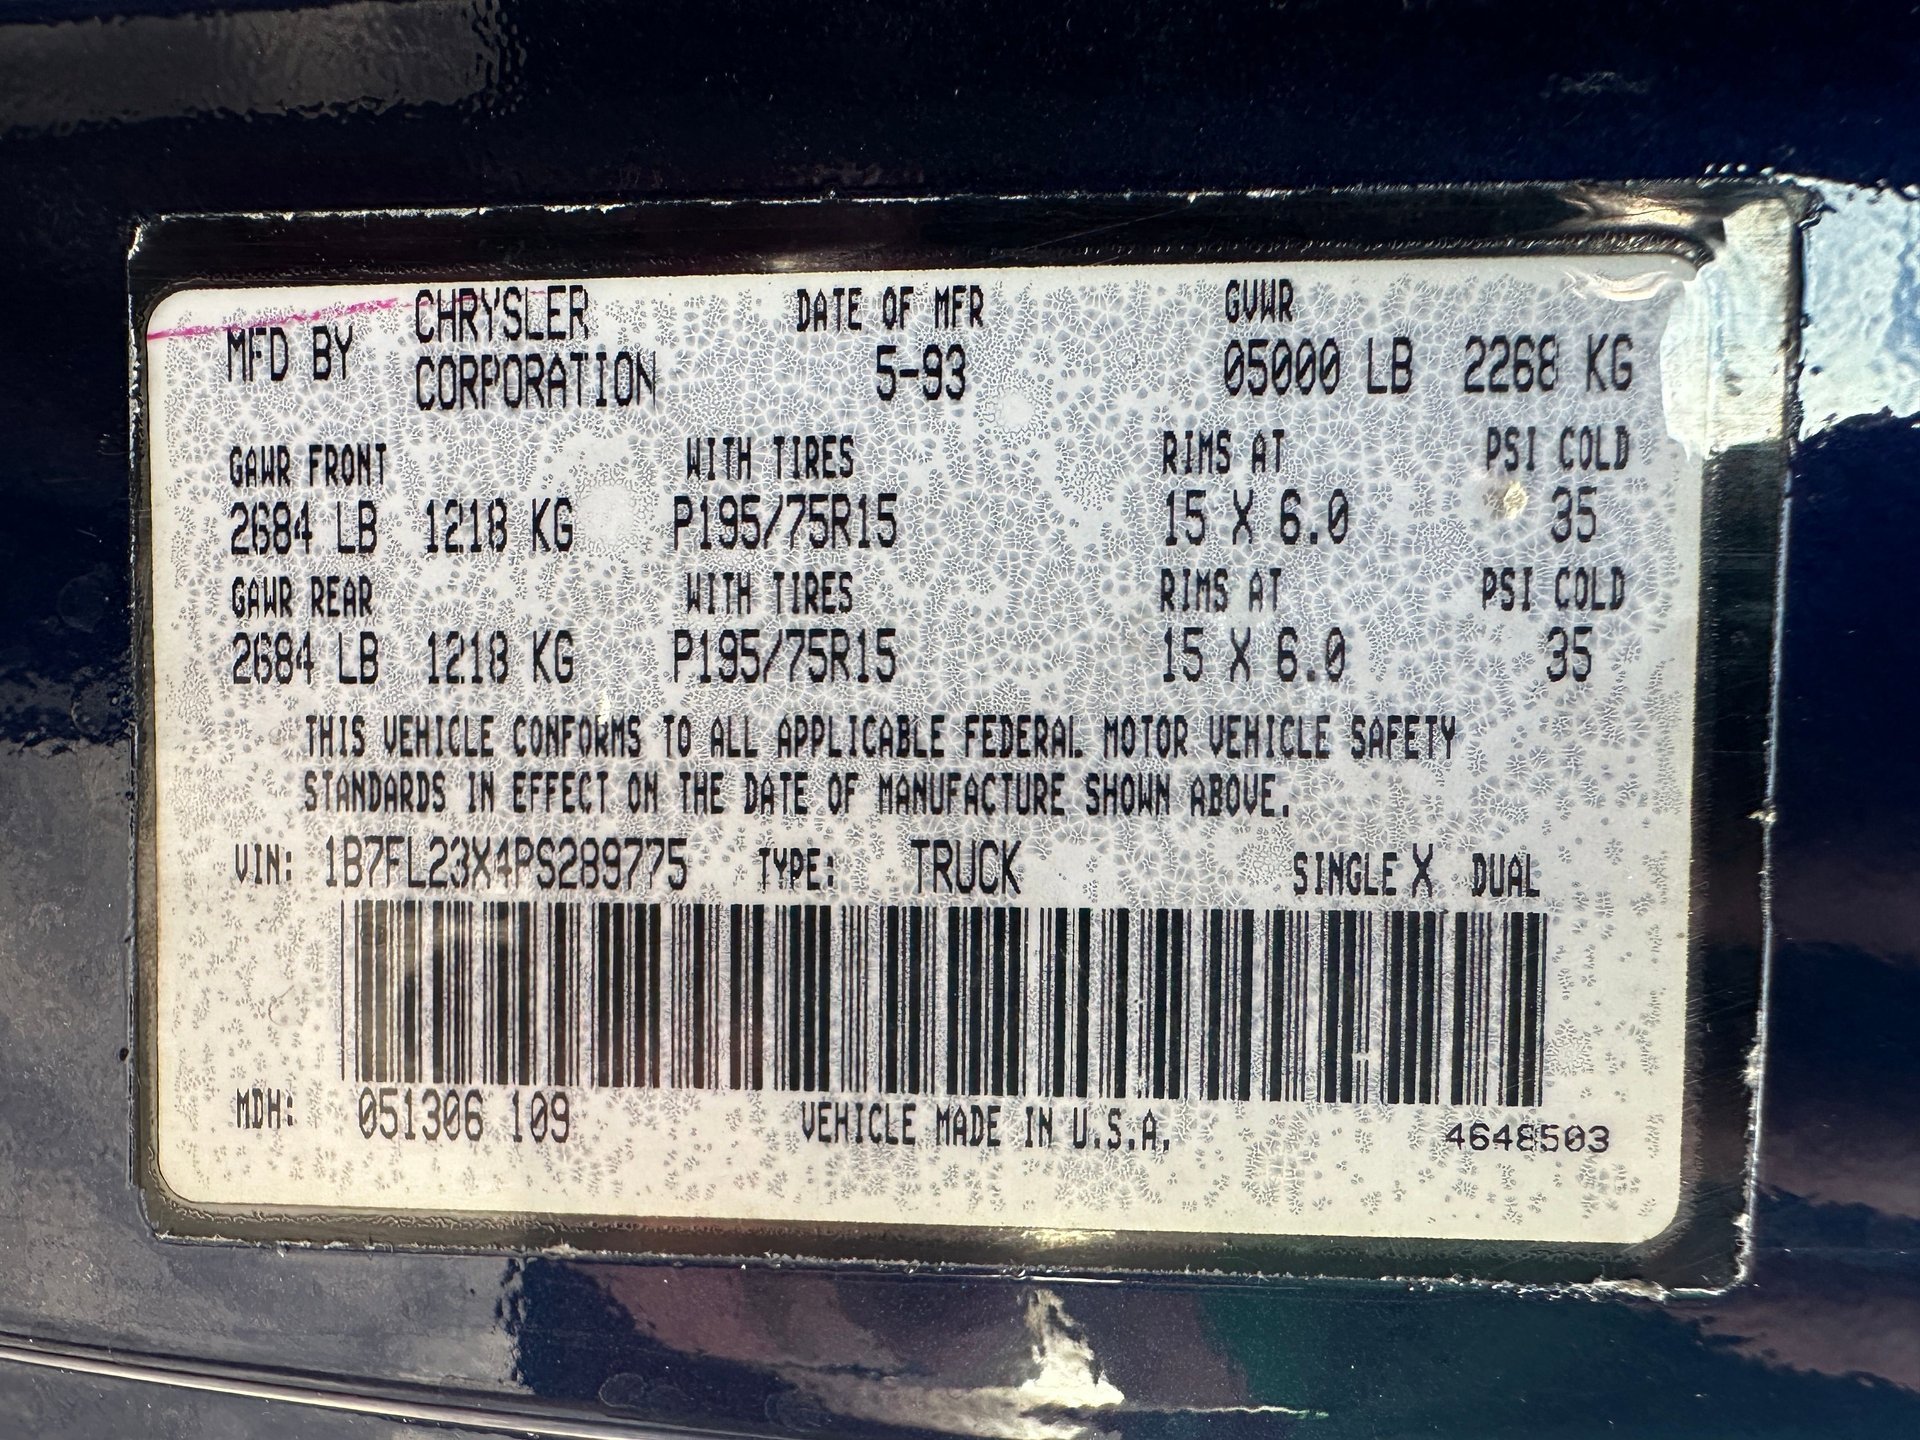 MFD BY CHRYSLER CORPORATION DATE OF MFR 5-93 GVWR 05000 LB 2268 KG
GAWR FRONT WITH TIRES RIMS AT PSI COLD
2684 LB 1218 KG P195/75R15 15 X 6.0 35
GAWR REAR WITH TIRES RIMS AT PSI COLD
2684 LB 1218 KG P195/75R15 15 X 6.0 35
THIS VEHICLE CONFORMS TO ALL APPLICABLE FEDERAL MOTOR VEHICLE SAFETY
STANDARDS IN EFFECT ON THE DATE OF MANUFACTURE SHOWN ABOVE.
VIN: 1B7FL23X4PS289775 TYPE: TRUCK SINGLE X DUAL
MDH: 051306 109 VEHICLE MADE IN U.S.A. 4648503